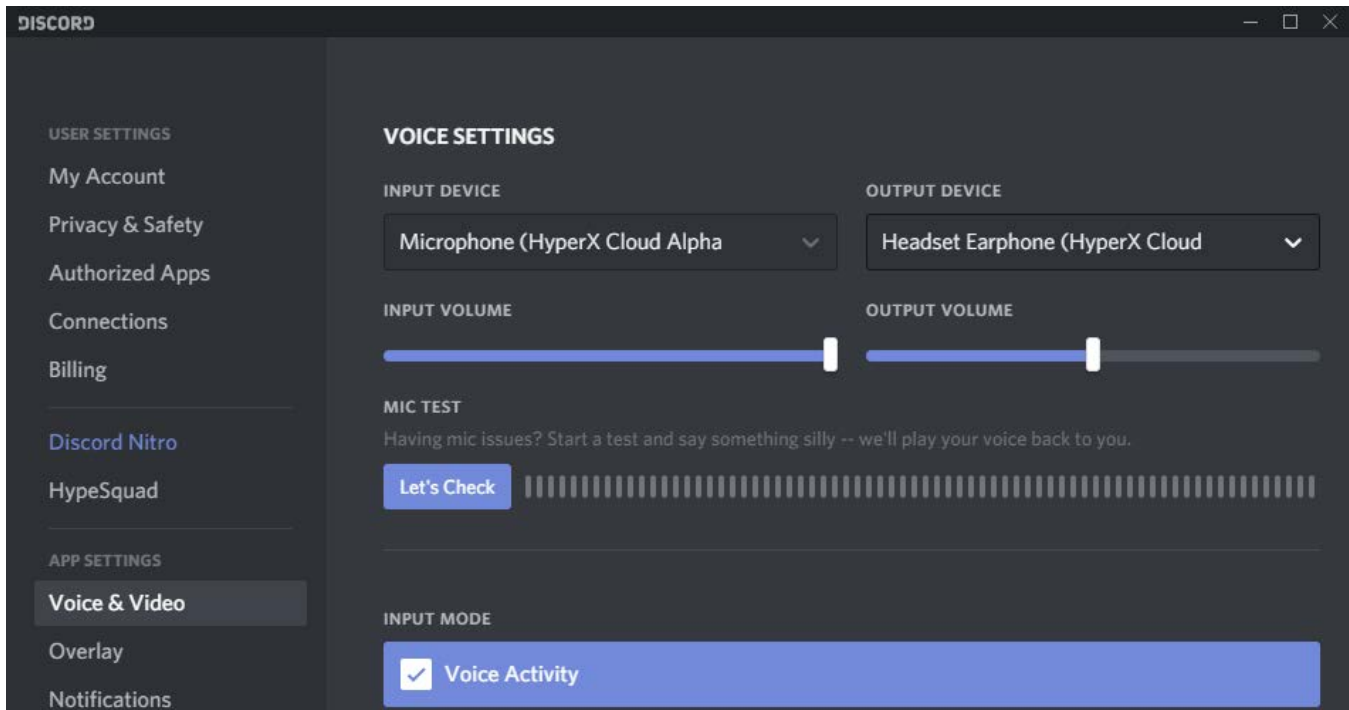 DISCORD
USER SETTINGS
My Account
Privacy & Safety
Authorized Apps
Connections
Billing
Discord Nitro
HypeSquad
APP SETTINGS
Voice & Video
Overlay
Notifications
VOICE SETTINGS
INPUT DEVICE
Microphone (HyperX Cloud Alpha
OUTPUT DEVICE
Headset Earphone (HyperX Cloud
INPUT VOLUME
OUTPUT VOLUME
MIC TEST
Having mic issues? Start a test and say something silly -- we'll play your voice back to you.
Let's Check
INPUT MODE
Voice Activity